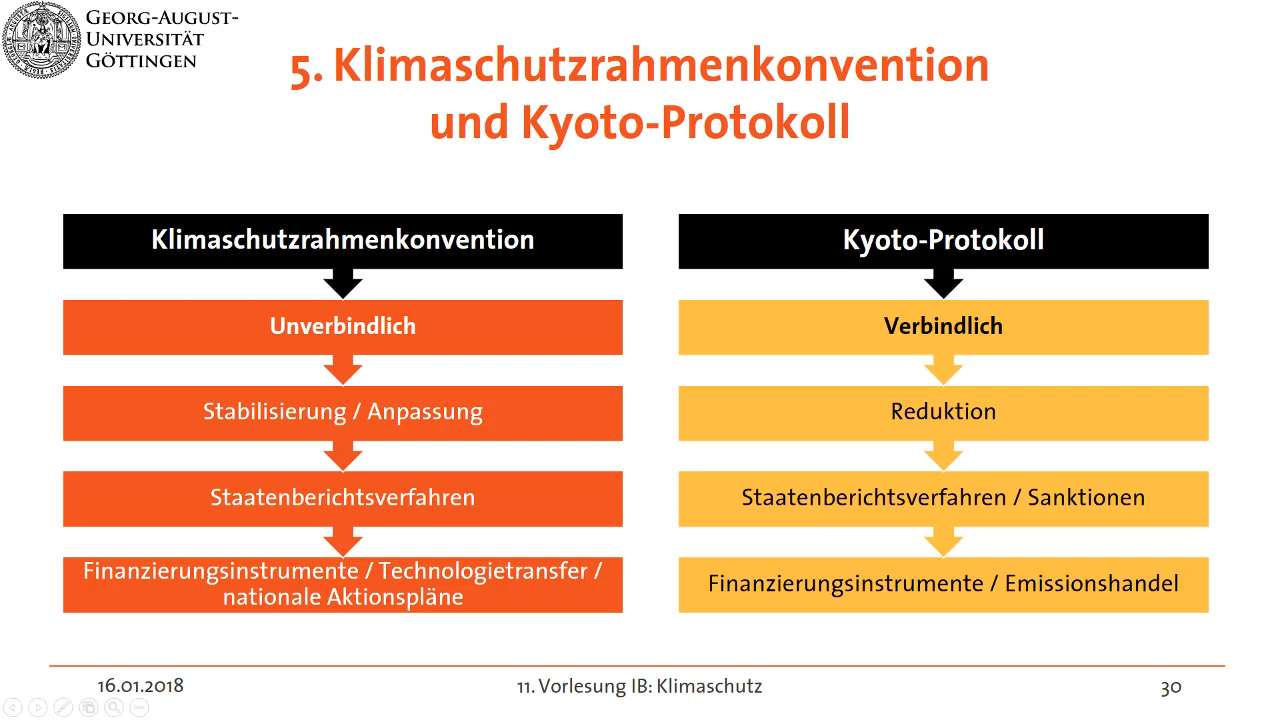 GEORG-AUGUST-
UNIVERSITÄT
GÖTTINGEN
5. Klimaschutzrahmenkonvention
und Kyoto-Protokoll
Klimaschutzrahmenkonvention
Unverbindlich
Stabilisierung / Anpassung
Staatenberichtsverfahren
Finanzierungsinstrumente / Technologietransfer /
nationale Aktionspläne
Kyoto-Protokoll
Verbindlich
Reduktion
Staatenberichtsverfahren / Sanktionen
Finanzierungsinstrumente / Emissionshandel
16.01.2018
11. Vorlesung IB: Klimaschutz
30